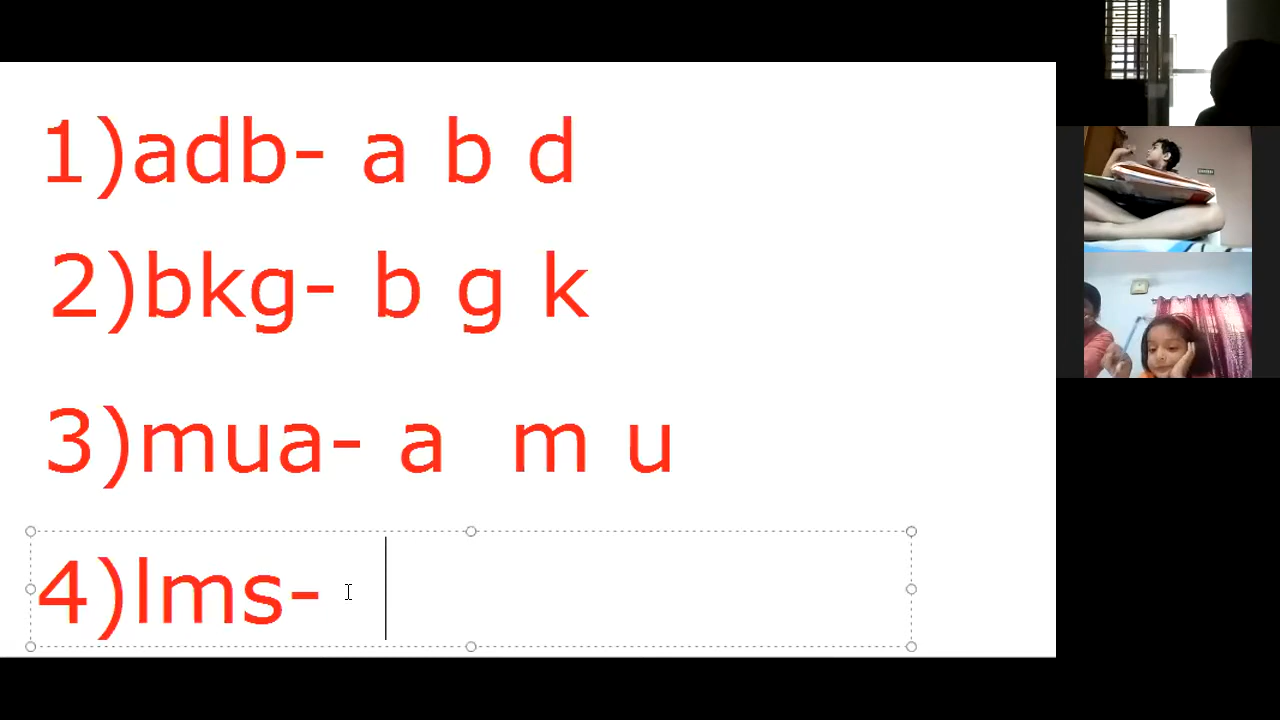 1)adb- a b d
2)bkg- b g k
3)mua- a m u
4)lms-